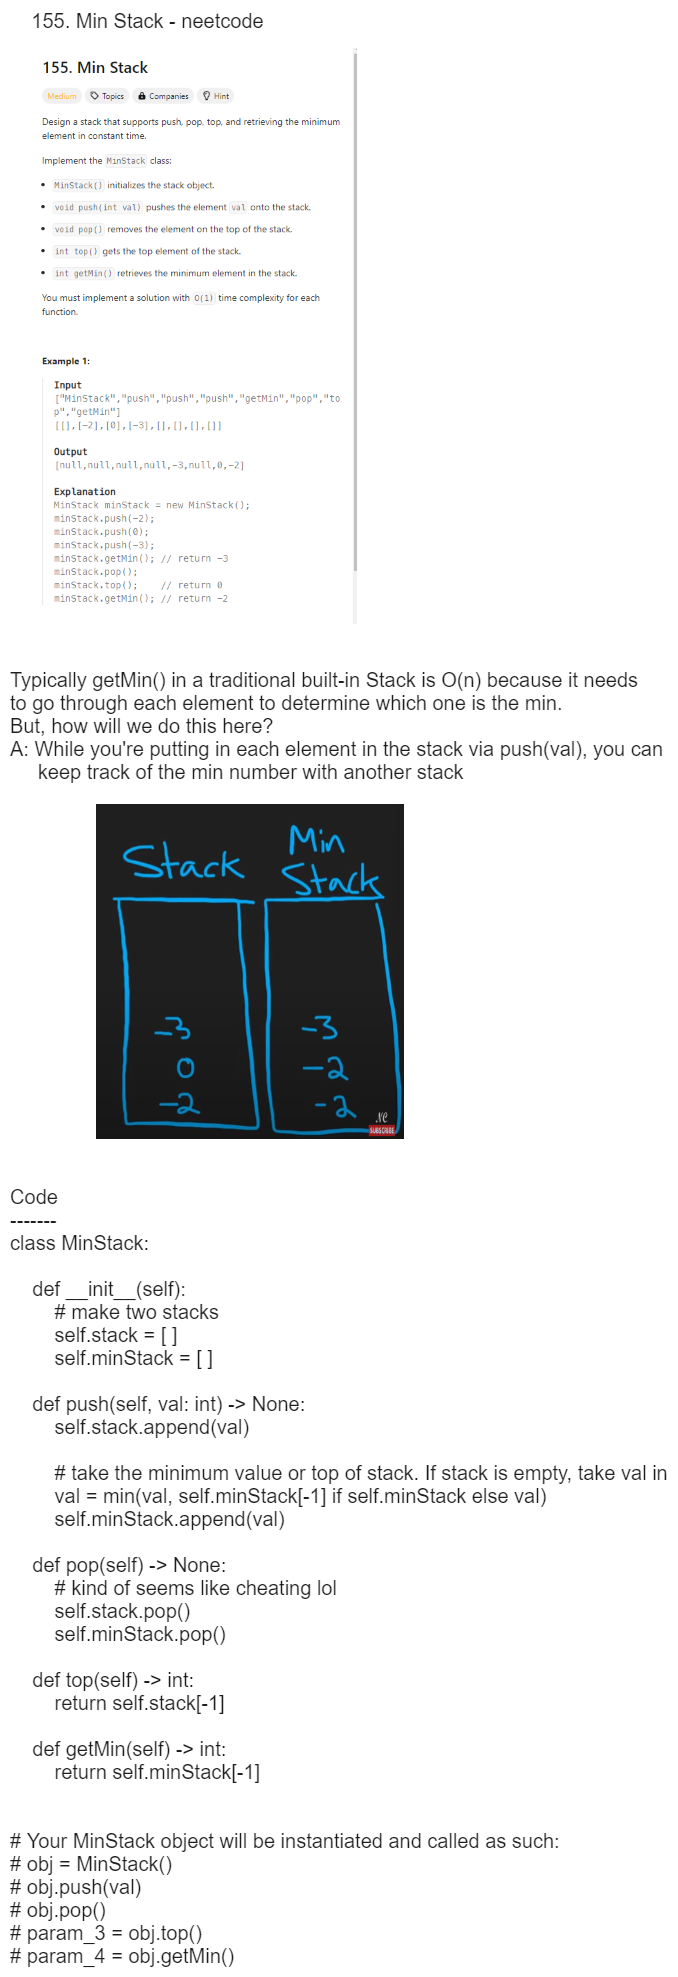 155. Min Stack - neetcode
155. Min Stack
Medium Topics Companies Hint
Design a stack that supports push, pop, top, and retrieving the minimum
element in constant time.
Implement the MinStack class:
• MinStack() initializes the stack object.
• void push(int val) pushes the element val onto the stack.
• void pop() removes the element on the top of the stack.
• int top() gets the top element of the stack.
• int getMin() retrieves the minimum element in the stack.
You must implement a solution with O(1) time complexity for each
function.
Example 1:
Input
["MinStack","push","push","push","getMin","pop","to
p","getMin"]
[[],[-2],[0],[-3],[],[],[],[]]
Output
[null,null,null,null,-3,null,0,-2]
Explanation
MinStack minStack = new MinStack();
minStack.push(-2);
minStack.push(0);
minStack.push(-3);
minStack.getMin(); // return -3
minStack.pop();
minStack.top();    // return 0
minStack.getMin(); // return -2
Typically getMin() in a traditional built-in Stack is O(n) because it needs
to go through each element to determine which one is the min.
But, how will we do this here?
A: While you're putting in each element in the stack via push(val), you can
keep track of the min number with another stack
Stack
Min
Stack
-3 -3
0 -2
-2 -2
NC
SUBSCRIBE
Code
-------
class MinStack:
def __init__(self):
# make two stacks
self.stack = [ ]
self.minStack = [ ]
def push(self, val: int) -> None:
self.stack.append(val)
# take the minimum value or top of stack. If stack is empty, take val in
val = min(val, self.minStack[-1] if self.minStack else val)
self.minStack.append(val)
def pop(self) -> None:
# kind of seems like cheating lol
self.stack.pop()
self.minStack.pop()
def top(self) -> int:
return self.stack[-1]
def getMin(self) -> int:
return self.minStack[-1]
# Your MinStack object will be instantiated and called as such:
# obj = MinStack()
# obj.push(val)
# obj.pop()
# param_3 = obj.top()
# param_4 = obj.getMin()